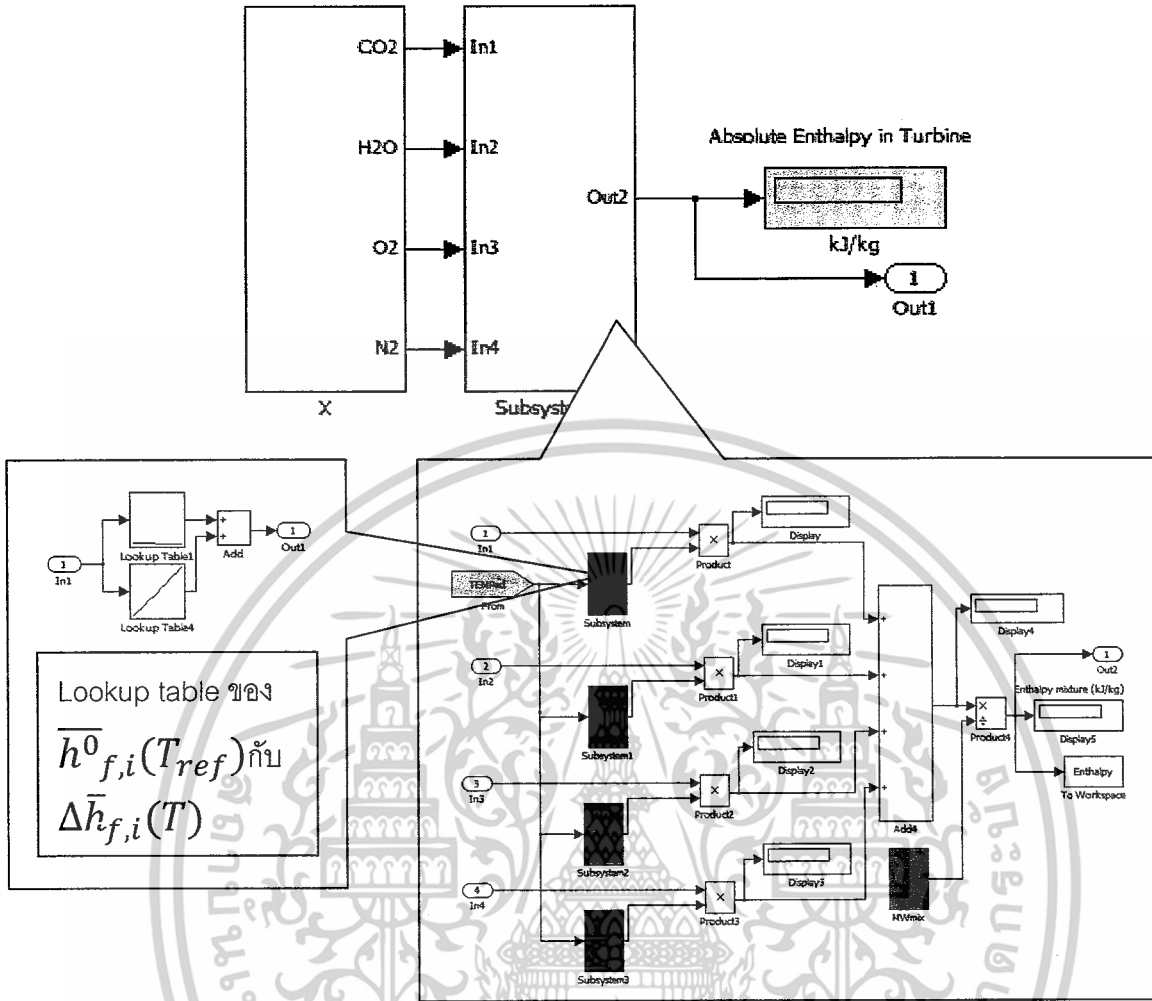 CO2
In1
H2O
In2
O2
In3
N2
In4
Out2
X
Absolute Enthalpy in Turbine
kJ/kg
1
Out1
1
In1
Lookup Table1
Lookup Table4
Add
1
Out1
Lookup table ของ
$\overline{h^0}_{f,i}(T_{ref})$ กับ
$\Delta\bar{h}_{f,i}(T)$
1
In1
From
Subsystem
Product
Display
2
In2
Subsystem1
Product1
Display1
3
In3
Subsystem2
Product2
Display2
4
In4
Subsystem3
Product3
Display3
Add4
MWmix
Display4
Product4
1
Out2
Enthalpy mixture (kJ/kg)
Display5
Enthalpy
To Workspace